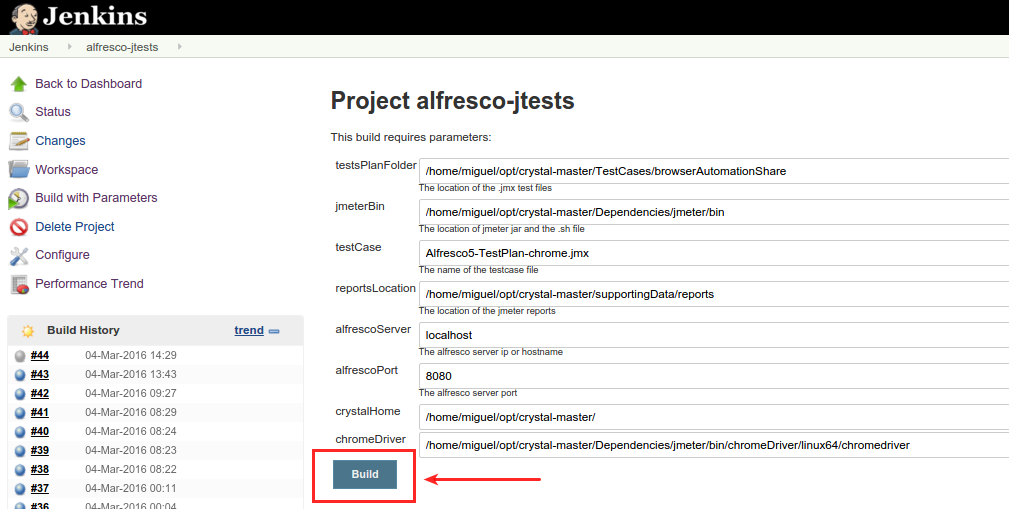 Jenkins
Jenkins alfresco-jtests
Back to Dashboard
Status
Changes
Workspace
Build with Parameters
Delete Project
Configure
Performance Trend
Build History trend
#44 04-Mar-2016 14:29
#43 04-Mar-2016 13:43
#42 04-Mar-2016 09:27
#41 04-Mar-2016 08:29
#40 04-Mar-2016 08:24
#39 04-Mar-2016 08:23
#38 04-Mar-2016 08:22
#37 04-Mar-2016 00:11
#36 04-Mar-2016 00:04
Project alfresco-jtests
This build requires parameters:
testsPlanFolder /home/miguel/opt/crystal-master/TestCases/browserAutomationShare
The location of the .jmx test files
jmeterBin /home/miguel/opt/crystal-master/Dependencies/jmeter/bin
The location of jmeter jar and the .sh file
testCase Alfresco5-TestPlan-chrome.jmx
The name of the testcase file
reportsLocation /home/miguel/opt/crystal-master/supportingData/reports
The location of the jmeter reports
alfrescoServer localhost
The alfresco server ip or hostname
alfrescoPort 8080
The alfresco server port
crystalHome /home/miguel/opt/crystal-master/
chromeDriver /home/miguel/opt/crystal-master/Dependencies/jmeter/bin/chromeDriver/linux64/chromedriver
Build